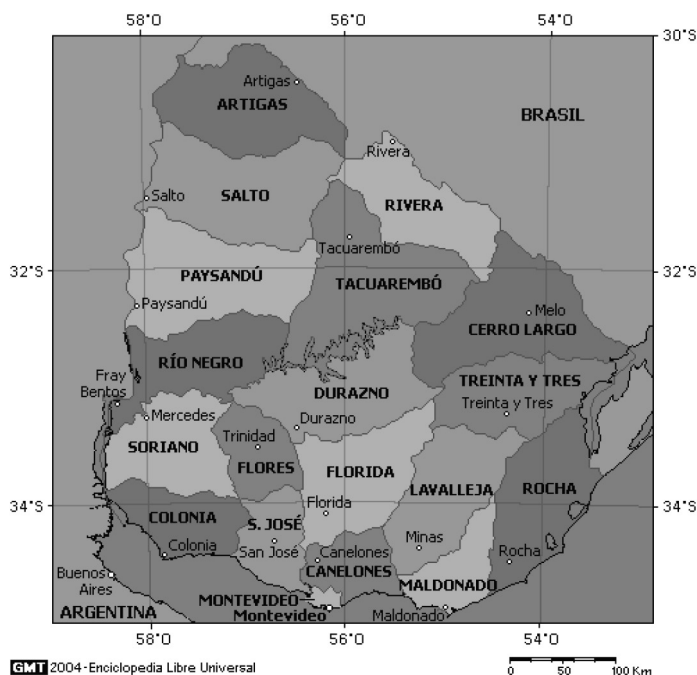 58°O 56°O 54°O
30°S
Artigas
ARTIGAS
BRASIL
Rivera
Salto
SALTO
RIVERA
Tacuarembó
32°S 32°S
PAYSANDÚ
TACUAREMBÓ
Paysandú
Melo
CERRO LARGO
RÍO NEGRO
Fray
Bentos
DURAZNO
TREINTA Y TRES
Treinta y Tres
Mercedes
Durazno
Trinidad
SORIANO
FLORES
FLORIDA
LAVALLEJA
ROCHA
34°S 34°S
Florida
COLONIA
S. JOSÉ
Minas
Colonia
San José
Canelones
Rocha
CANELONES
Buenos
Aires
MALDONADO
MONTEVIDEO
Montevideo
Maldonado
ARGENTINA
58°O 56°O 54°O
GMT 2004-Enciclopedia Libre Universal
0 50 100 Km